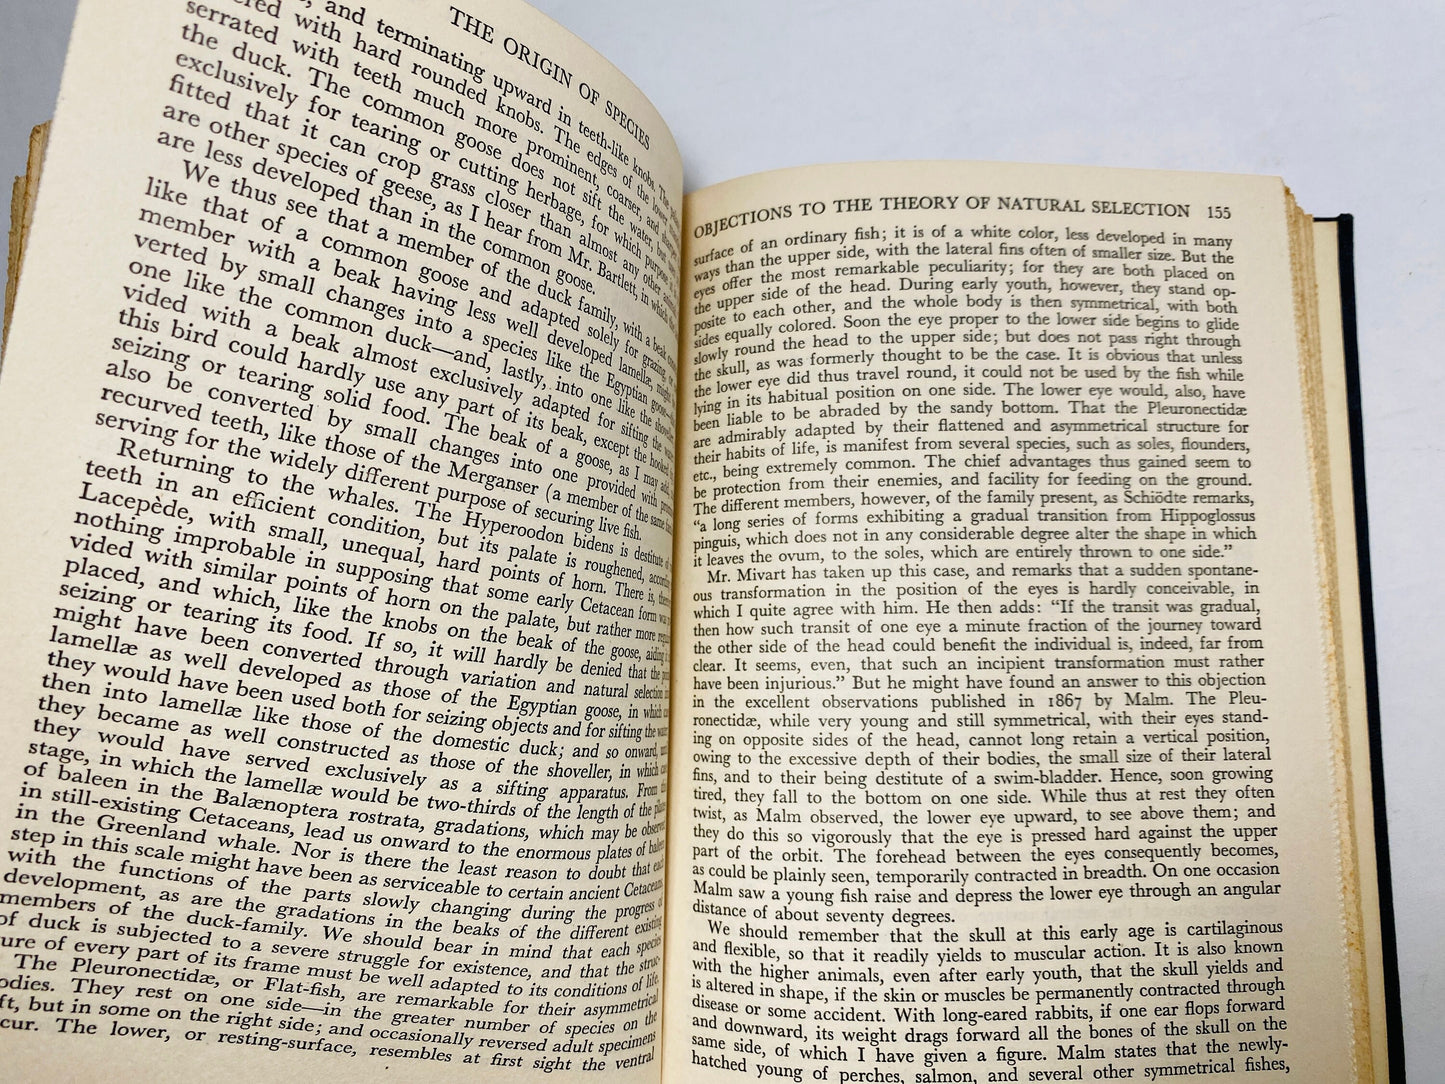 THE ORIGIN OF SPECIES
and terminating upward in teeth-like knobs. The
ered with hard rounded knobs. The edges of the lower
serrated with teeth much more prominent, coarser, and
the duck. The common goose does not sift the water, but
exclusively for tearing or cutting herbage, for which purpose
fitted that it can crop grass closer than almost any other
are other species of geese, as I hear from Mr. Bartlett, in which the
are less developed than in the common goose.
We thus see that a member of the duck family, with a beak
like that of a common goose and adapted solely for grazing, or
member with a beak having less well developed lamellæ, might
verted by small changes into a species like the Egyptian goose—
one like the common duck—and, lastly, into one like the shoveller
vided with a beak almost exclusively adapted for sifting the
this bird could hardly use any part of its beak, except the hooked
seizing or tearing solid food. The beak of a goose, as I may add,
also be converted by small changes into one provided with
recurved teeth, like those of the Merganser (a member of the same
serving for the widely different purpose of securing live fish.
Returning to the whales. The Hyperoodon bidens is destitute of
teeth in an efficient condition, but its palate is roughened, according
Lacepède, with small, unequal, hard points of horn. There is,
nothing improbable in supposing that some early Cetacean form was
vided with similar points of horn on the palate, but rather more
placed, and which, like the knobs on the beak of the goose, aiding
seizing or tearing its food. If so, it will hardly be denied that the
might have been converted through variation and natural selection
lamellæ as well developed as those of the Egyptian goose, in which
they would have been used both for seizing objects and for sifting the
then into lamellæ like those of the domestic duck; and so onward,
they became as well constructed as those of the shoveller, in which
they would have served exclusively as a sifting apparatus. From
stage, in which the lamellæ would be two-thirds of the length of the plates
of baleen in the Balænoptera rostrata, gradations, which may be observed
in still-existing Cetaceans, lead us onward to the enormous plates of baleen
in the Greenland whale. Nor is there the least reason to doubt that each
step in this scale might have been as serviceable to certain ancient Cetaceans,
with the functions of the parts slowly changing during the progress of
development, as are the gradations in the beaks of the different existing
members of the duck-family. We should bear in mind that each species
of duck is subjected to a severe struggle for existence, and that the struc-
ure of every part of its frame must be well adapted to its conditions of life.
The Pleuronectidæ, or Flat-fish, are remarkable for their asymmetrical
odies. They rest on one side—in the greater number of species on the
ft, but in some on the right side; and occasionally reversed adult specimens
cur. The lower, or resting-surface, resembles at first sight the ventral
OBJECTIONS TO THE THEORY OF NATURAL SELECTION 155
surface of an ordinary fish; it is of a white color, less developed in many
ways than the upper side, with the lateral fins often of smaller size. But the
eyes offer the most remarkable peculiarity; for they are both placed on
the upper side of the head. During early youth, however, they stand op-
posite to each other, and the whole body is then symmetrical, with both
sides equally colored. Soon the eye proper to the lower side begins to glide
slowly round the head to the upper side; but does not pass right through
the skull, as was formerly thought to be the case. It is obvious that unless
the lower eye did thus travel round, it could not be used by the fish while
lying in its habitual position on one side. The lower eye would, also, have
been liable to be abraded by the sandy bottom. That the Pleuronectidæ
are admirably adapted by their flattened and asymmetrical structure for
their habits of life, is manifest from several species, such as soles, flounders,
etc., being extremely common. The chief advantages thus gained seem to
be protection from their enemies, and facility for feeding on the ground.
The different members, however, of the family present, as Schiödte remarks,
“a long series of forms exhibiting a gradual transition from Hippoglossus
pinguis, which does not in any considerable degree alter the shape in which
it leaves the ovum, to the soles, which are entirely thrown to one side.”
Mr. Mivart has taken up this case, and remarks that a sudden spontane-
ous transformation in the position of the eyes is hardly conceivable, in
which I quite agree with him. He then adds: “If the transit was gradual,
then how such transit of one eye a minute fraction of the journey toward
the other side of the head could benefit the individual is, indeed, far from
clear. It seems, even, that such an incipient transformation must rather
have been injurious.” But he might have found an answer to this objection
in the excellent observations published in 1867 by Malm. The Pleu-
ronectidæ, while very young and still symmetrical, with their eyes stand-
ing on opposite sides of the head, cannot long retain a vertical position,
owing to the excessive depth of their bodies, the small size of their lateral
fins, and to their being destitute of a swim-bladder. Hence, soon growing
tired, they fall to the bottom on one side. While thus at rest they often
twist, as Malm observed, the lower eye upward, to see above them; and
they do this so vigorously that the eye is pressed hard against the upper
part of the orbit. The forehead between the eyes consequently becomes,
as could be plainly seen, temporarily contracted in breadth. On one occasion
Malm saw a young fish raise and depress the lower eye through an angular
distance of about seventy degrees.
We should remember that the skull at this early age is cartilaginous
and flexible, so that it readily yields to muscular action. It is also known
with the higher animals, even after early youth, that the skull yields and
is altered in shape, if the skin or muscles be permanently contracted through
disease or some accident. With long-eared rabbits, if one ear flops forward
and downward, its weight drags forward all the bones of the skull on the
same side, of which I have given a figure. Malm states that the newly-
hatched young of perches, salmon, and several other symmetrical fishes,